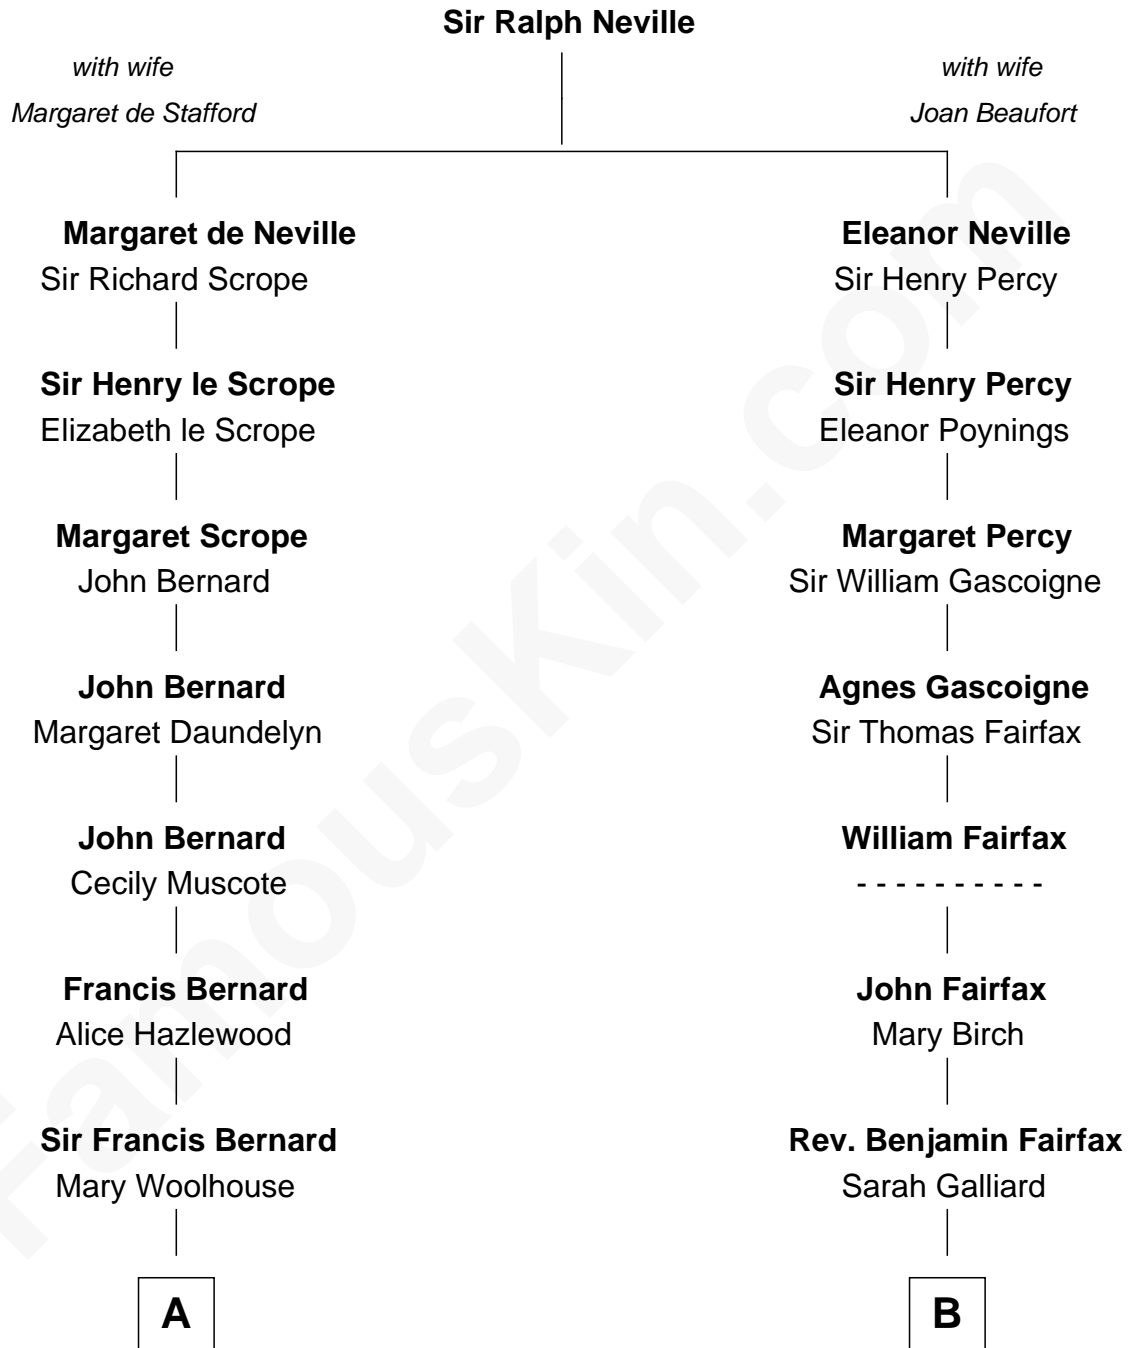 Sir Ralph Neville
with wife
Margaret de Stafford
with wife
Joan Beaufort
Margaret de Neville
Sir Richard Scrope
Eleanor Neville
Sir Henry Percy
Sir Henry le Scrope
Elizabeth le Scrope
Sir Henry Percy
Eleanor Poynings
Margaret Scrope
John Bernard
Margaret Percy
Sir William Gascoigne
John Bernard
Margaret Daundelyn
Agnes Gascoigne
Sir Thomas Fairfax
John Bernard
Cecily Muscote
William Fairfax
- - - - - - - - - -
Francis Bernard
Alice Hazlewood
John Fairfax
Mary Birch
Sir Francis Bernard
Mary Woolhouse
Rev. Benjamin Fairfax
Sarah Galliard
A
B
FamousKin.com